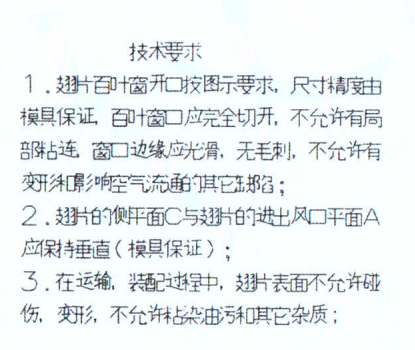 技术要求
1.翅片百叶窗开口按图示要求，尺寸精度由
模具保证，百叶窗口应完全切开，不允许有局
部粘连，窗口边缘应光滑，无毛刺，不允许有
变形和影响空气流通的其它缺陷；
2.翅片的侧平面C与翅片的进出风口平面A
应保持垂直(模具保证)；
3.在运输，装配过程中，翅片表面不允许碰
伤，变形，不允许粘染油污和其它杂质；